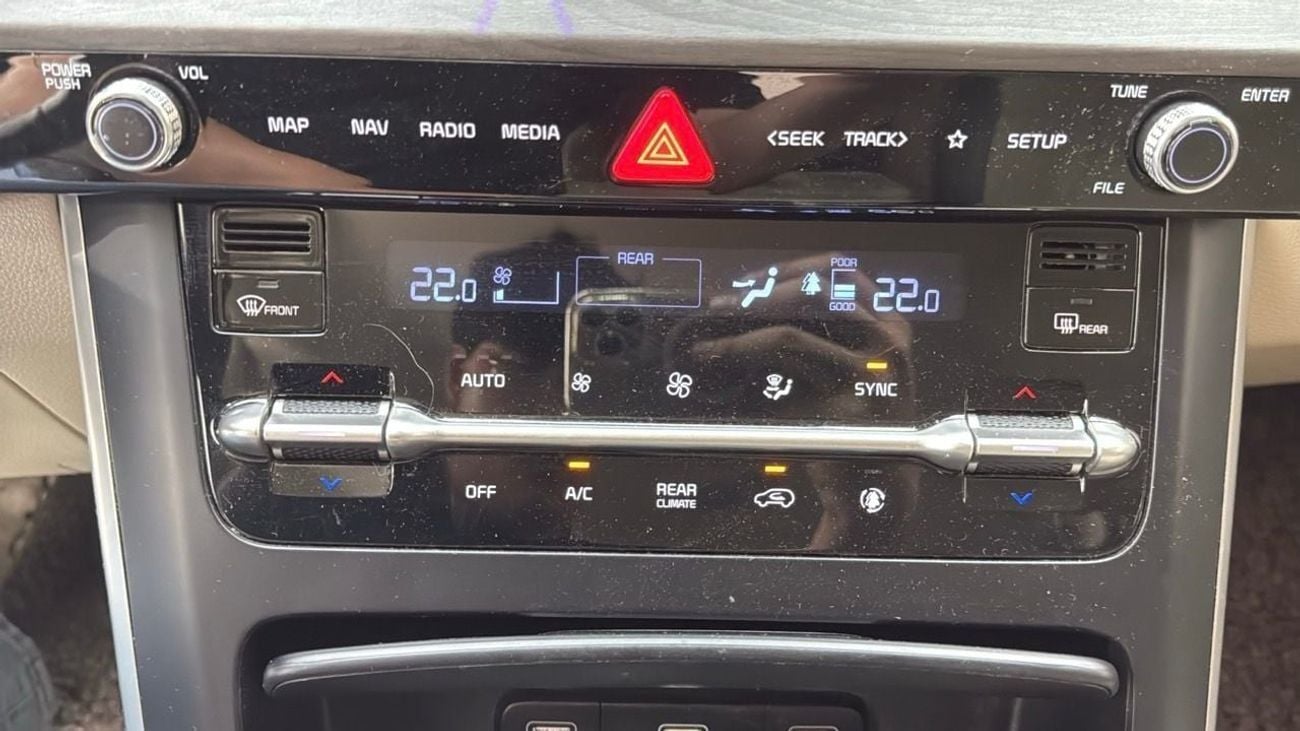 POWER
PUSH
VOL
MAP NAV RADIO MEDIA
<SEEK TRACK> SETUP
TUNE
ENTER
FILE
FRONT
22.0
REAR
POOR
GOOD
22.0
REAR
AUTO
SYNC
OFF
A/C
REAR
CLIMATE